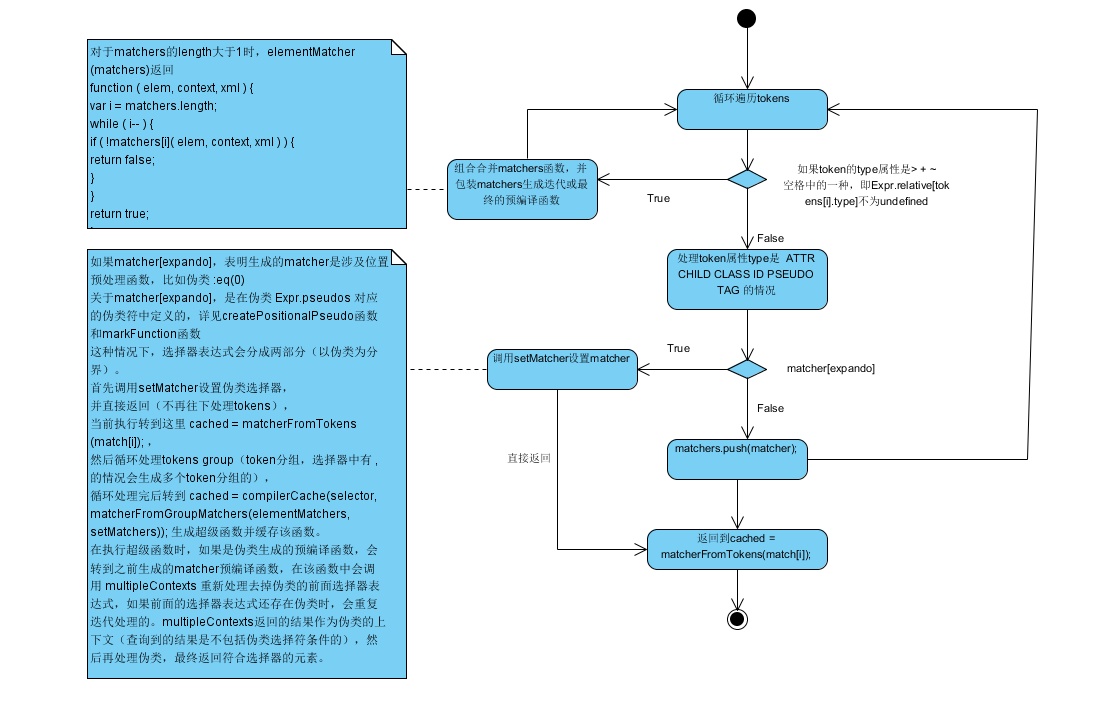 对于matchers的length大于1时，elementMatcher
(matchers)返回
function ( elem, context, xml ) {
var i = matchers.length;
while ( i-- ) {
if ( !matchers[i]( elem, context, xml ) ) {
return false;
}
}
return true;
如果matcher[expando]，表明生成的matcher是涉及位置
预处理函数，比如伪类 :eq(0)
关于matcher[expando]，是在伪类 Expr.pseudos 对应
的伪类符中定义的，详见createPositionalPseudo函数
和markFunction函数
这种情况下，选择器表达式会分成两部分（以伪类为分
界）。
首先调用setMatcher设置伪类选择器，
并直接返回（不再往下处理tokens），
当前执行转到这里 cached = matcherFromTokens
(match[i]); ，
然后循环处理tokens group（token分组，选择器中有 ,
的情况会生成多个token分组的），
循环处理完后转到 cached = compilerCache(selector,
matcherFromGroupMatchers(elementMatchers,
setMatchers)); 生成超级函数并缓存该函数。
在执行超级函数时，如果是伪类生成的预编译函数，会
转到之前生成的matcher预编译函数，在该函数中会调
用 multipleContexts 重新处理去掉伪类的前面选择器表
达式，如果前面的选择器表达式还存在伪类时，会重复
迭代处理的。multipleContexts返回的结果作为伪类的上
下文（查询到的结果是不包括伪类选择符条件的），然
后再处理伪类，最终返回符合选择器的元素。
循环遍历tokens
组合合并matchers函数，并
包装matchers生成迭代或最
终的预编译函数
True
如果token的type属性是> + ~
空格中的一种，即Expr.relative[tok
ens[i].type]不为undefined
False
处理token属性type是 ATTR
CHILD CLASS ID PSEUDO
TAG 的情况
调用setMatcher设置matcher
True
matcher[expando]
False
matchers.push(matcher);
直接返回
返回到cached =
matcherFromTokens(match[i]);